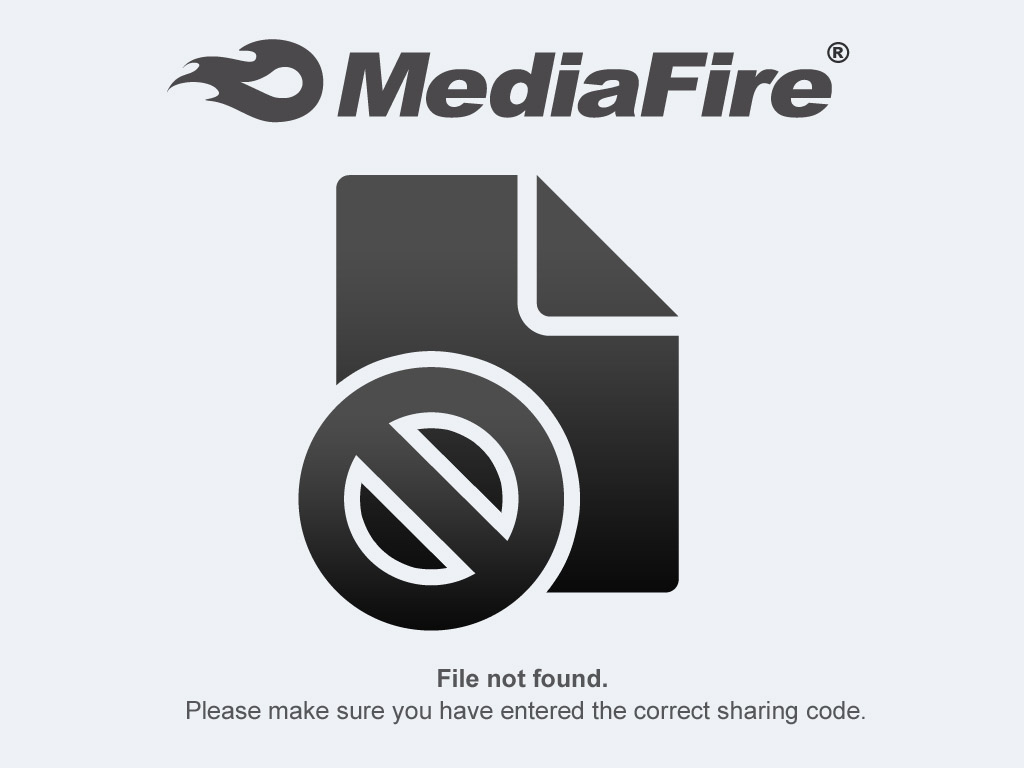 MediaFire®
File not found.
Please make sure you have entered the correct sharing code.